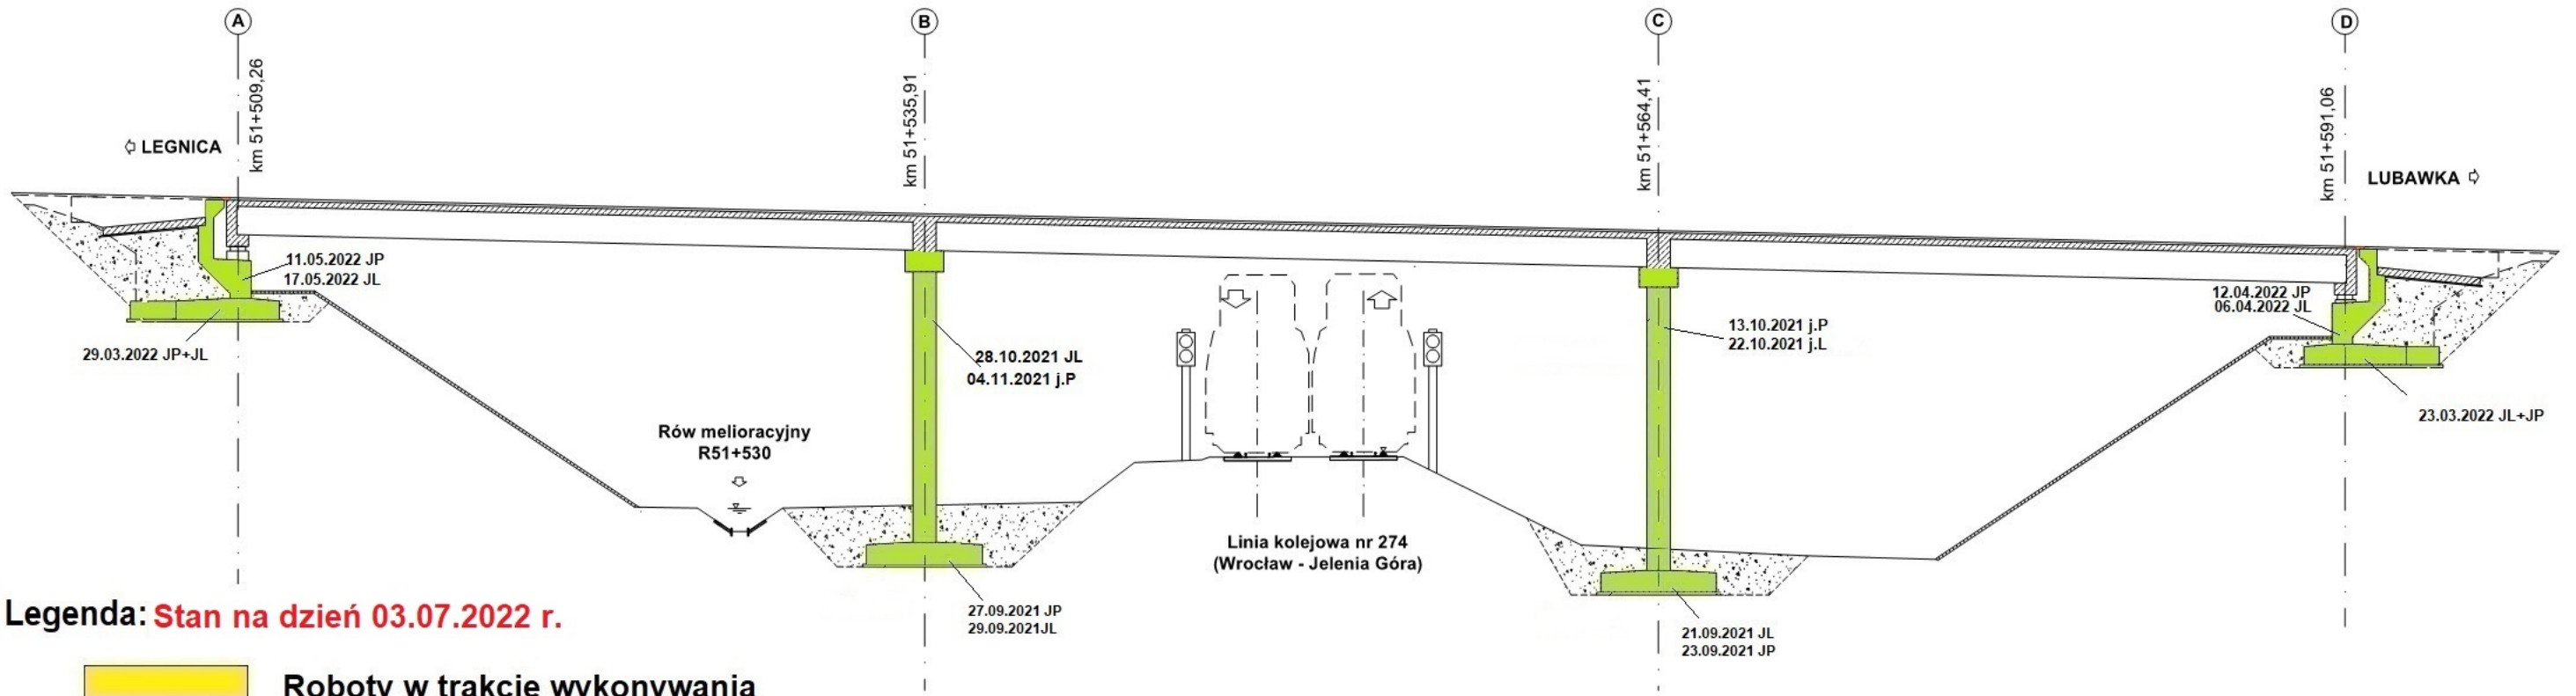 A
B
C
D
km 51+509,26
km 51+535,91
km 51+564,41
km 51+591,06
⇦ LEGNICA
LUBAWKA ⇨
11.05.2022 JP
17.05.2022 JL
29.03.2022 JP+JL
28.10.2021 JL
04.11.2021 j.P
13.10.2021 j.P
22.10.2021 j.L
12.04.2022 JP
06.04.2022 JL
23.03.2022 JL+JP
Rów melioracyjny
R51+530
Linia kolejowa nr 274
(Wrocław - Jelenia Góra)
27.09.2021 JP
29.09.2021JL
21.09.2021 JL
23.09.2021 JP
Legenda: Stan na dzień 03.07.2022 r.
Roboty w trakcie wykonywania